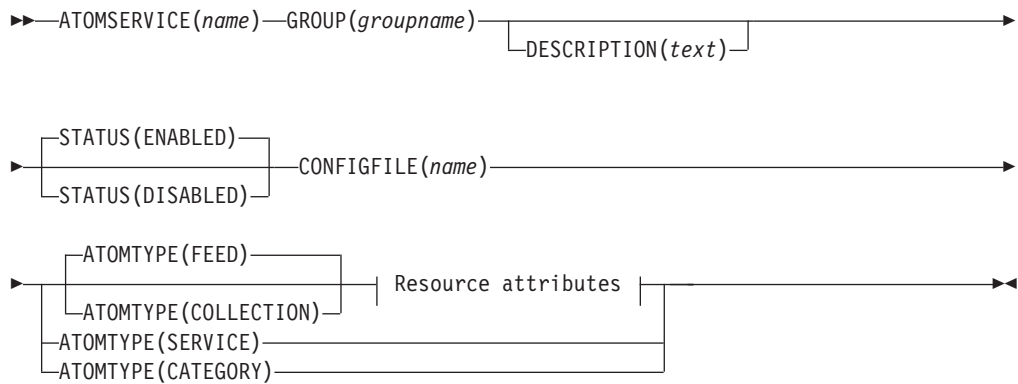 ATOMSERVICE(name) GROUP(groupname)
DESCRIPTION(text)
STATUS(ENABLED)
CONFIGFILE(name)
STATUS(DISABLED)
ATOMTYPE(FEED)
Resource attributes
ATOMTYPE(COLLECTION)
ATOMTYPE(SERVICE)
ATOMTYPE(CATEGORY)